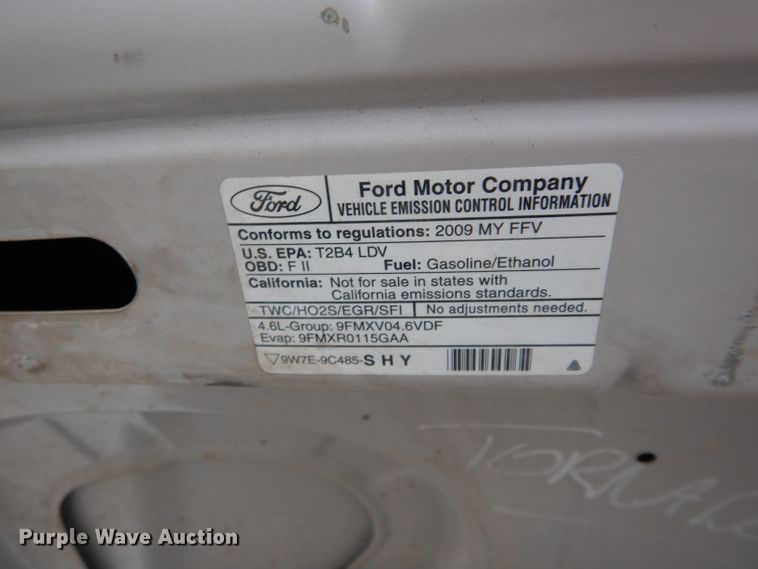 Ford
Ford Motor Company
VEHICLE EMISSION CONTROL INFORMATION
Conforms to regulations: 2009 MY FFV
U.S. EPA: T2B4 LDV
OBD: F II Fuel: Gasoline/Ethanol
California: Not for sale in states with
California emissions standards.
TWC/HO2S/EGR/SFI No adjustments needed.
4.6L-Group: 9FMXV04.6VDF
Evap: 9FMXR0115GAA
9W7E-9C485-S H Y
Purple Wave Auction